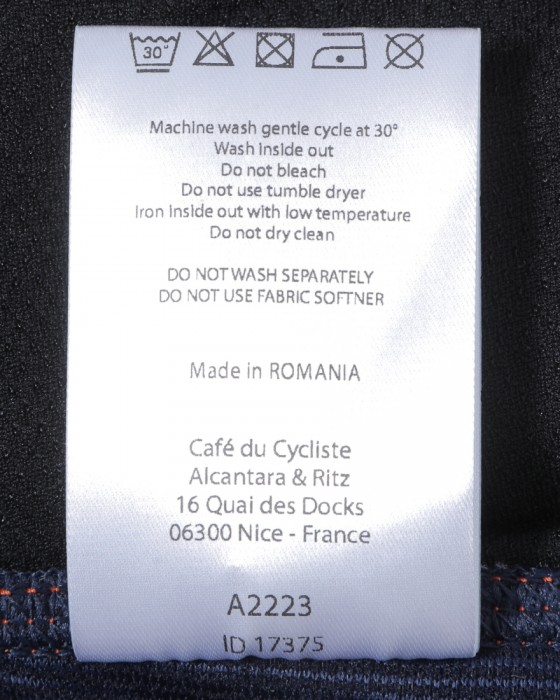 30°
Machine wash gentle cycle at 30°
Wash inside out
Do not bleach
Do not use tumble dryer
Iron inside out with low temperature
Do not dry clean
DO NOT WASH SEPARATELY
DO NOT USE FABRIC SOFTNER
Made in ROMANIA
Café du Cycliste
Alcantara & Ritz
16 Quai des Docks
06300 Nice - France
A2223
ID 17375